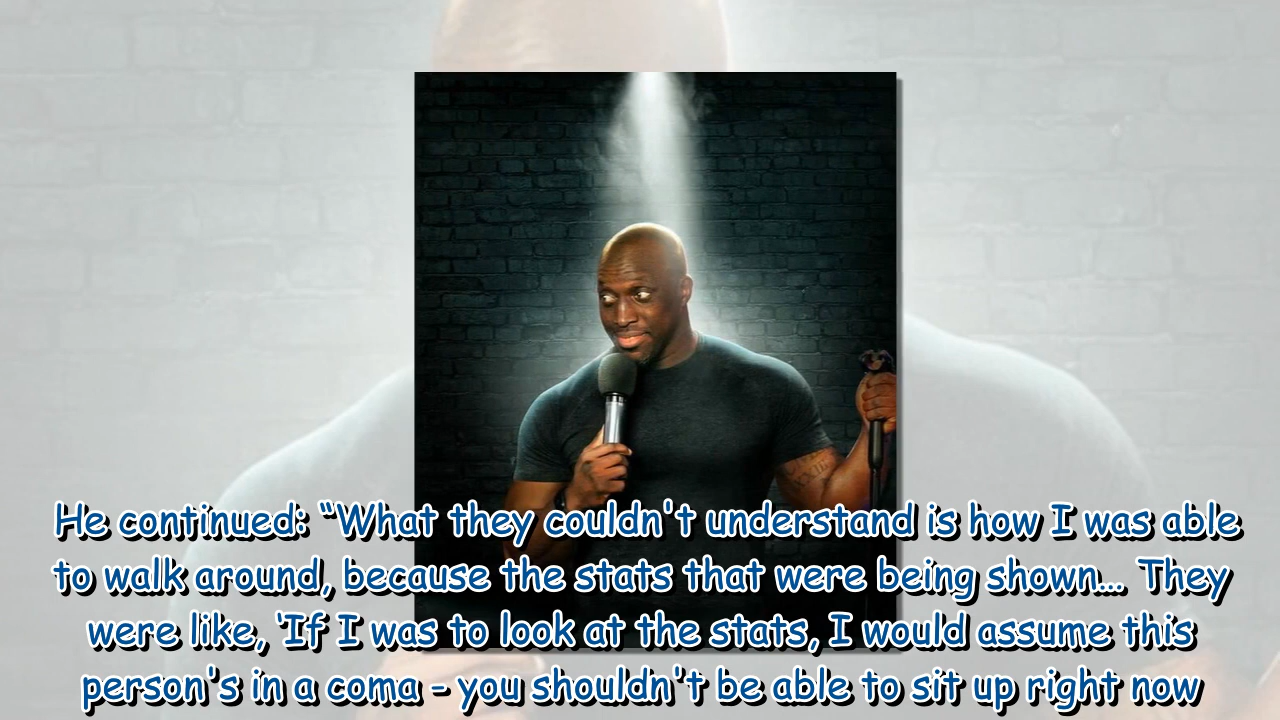 He continued: “What they couldn't understand is how I was able
to walk around, because the stats that were being shown... They
were like, 'If I was to look at the stats, I would assume this
person's in a coma - you shouldn't be able to sit up right now